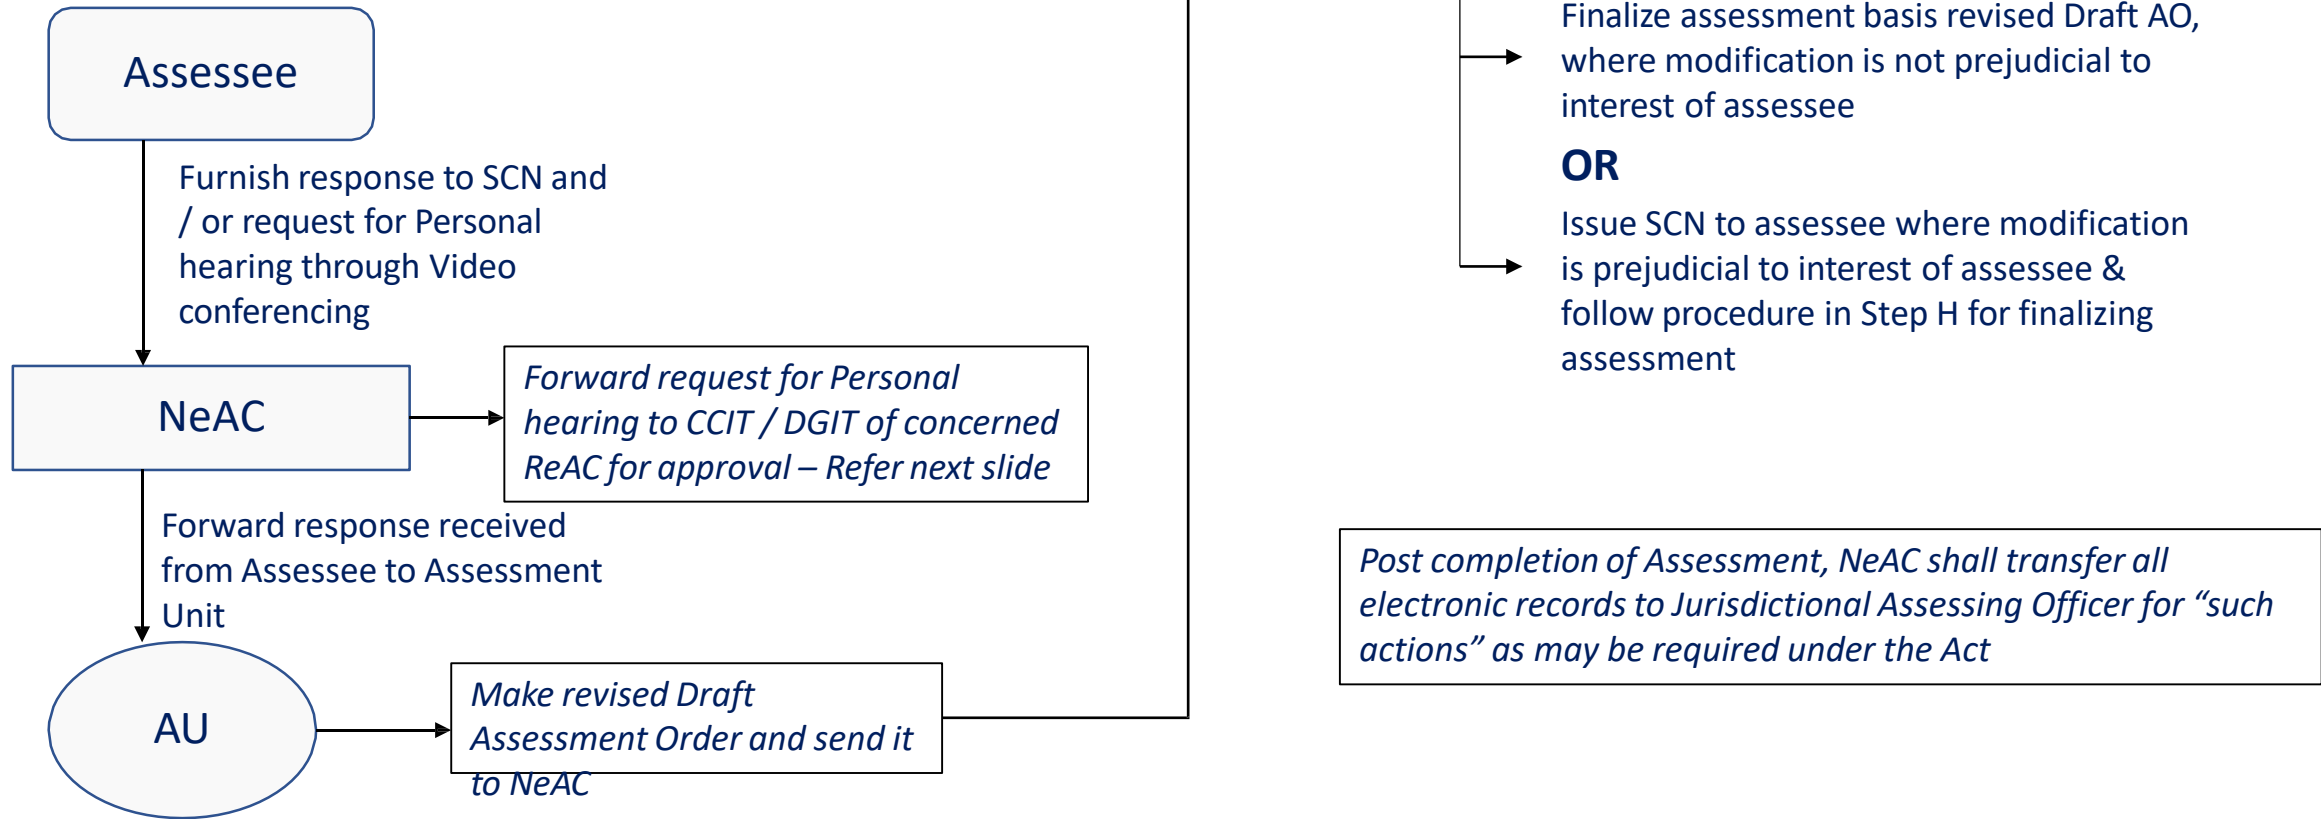 Assessee
Furnish response to SCN and
/ or request for Personal
hearing through Video
conferencing
NeAC
Forward request for Personal
hearing to CCIT / DGIT of concerned
ReAC for approval – Refer next slide
Forward response received
from Assessee to Assessment
Unit
AU
Make revised Draft
Assessment Order and send it
to NeAC
Finalize assessment basis revised Draft AO,
where modification is not prejudicial to
interest of assessee
OR
Issue SCN to assessee where modification
is prejudicial to interest of assessee &
follow procedure in Step H for finalizing
assessment
Post completion of Assessment, NeAC shall transfer all
electronic records to Jurisdictional Assessing Officer for “such
actions” as may be required under the Act